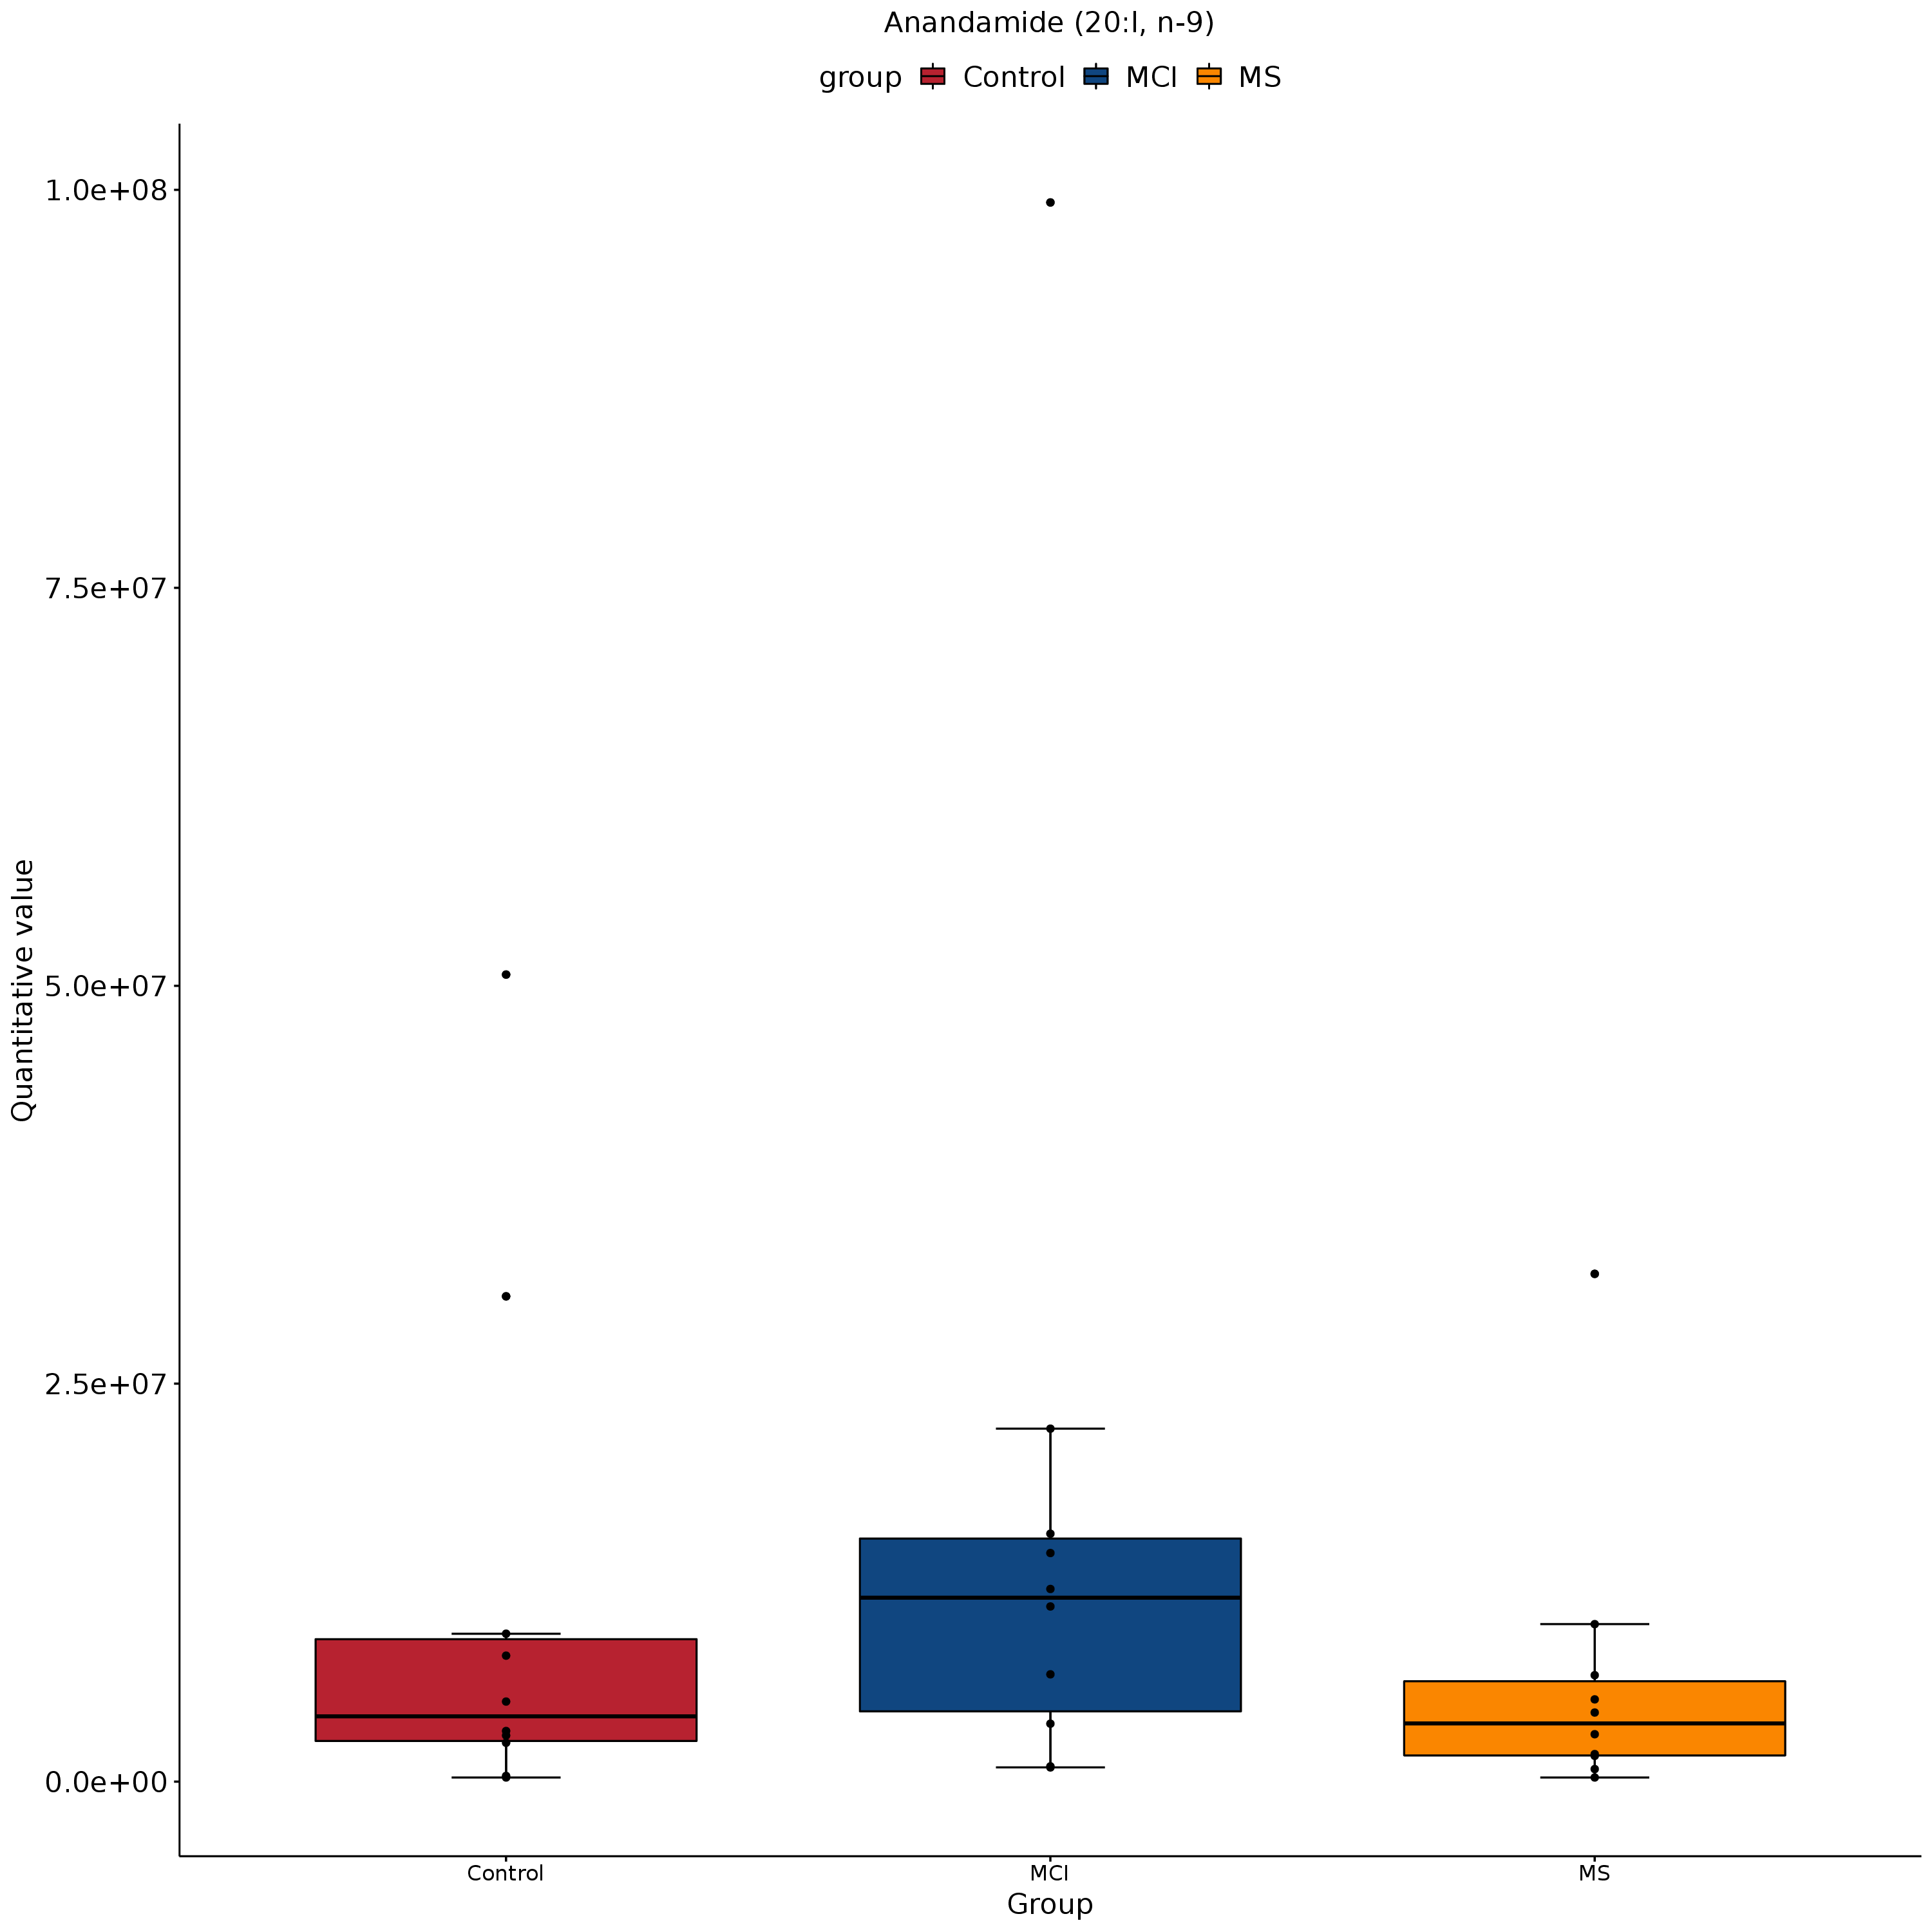 Anandamide (20:l, n-9)
group Control MCI MS
1.0e+08
7.5e+07
5.0e+07
2.5e+07
0.0e+00
Quantitative value
Control MCI MS
Group